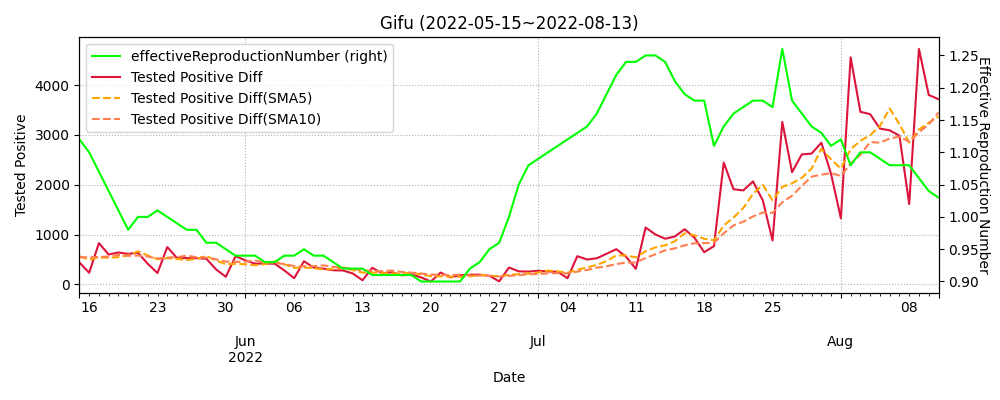 Gifu (2022-05-15~2022-08-13)
effectiveReproductionNumber (right)
Tested Positive Diff
Tested Positive Diff(SMA5)
Tested Positive Diff(SMA10)
Tested Positive
4000
3000
2000
1000
0
1.25
1.20
1.15
1.10
1.05
1.00
0.95
0.90
Effective Reproduction Number
16 23 30 06 13 20 27 04 11 18 25 08
Jun Jul Aug
2022
Date